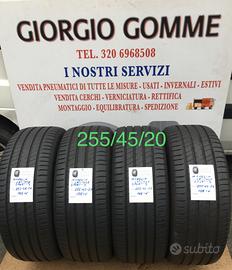 GIORGIO GOMME
TEL. 320 6968508
I NOSTRI SERVIZI
VENDITA PNEUMATICI DI TUTTE LE MISURE - USATI - INVERNALI - ESTIVI
VENDITA CERCHI - VERNICIATURA - RETTIFICA
MONTAGGIO - EQUILIBRATURA - SPEDIZIONE
255/45/20
subito